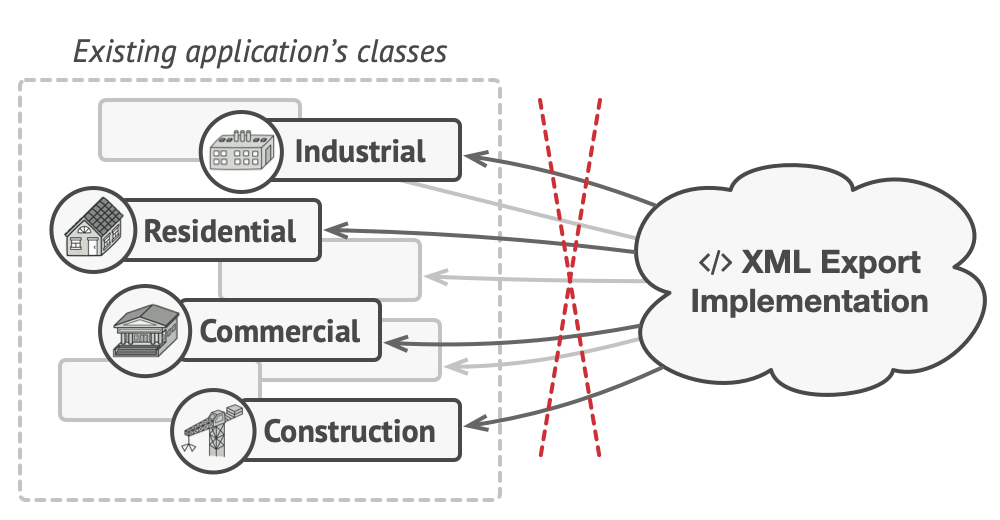 Existing application's classes
Industrial
Residential
Commercial
Construction
</> XML Export
Implementation